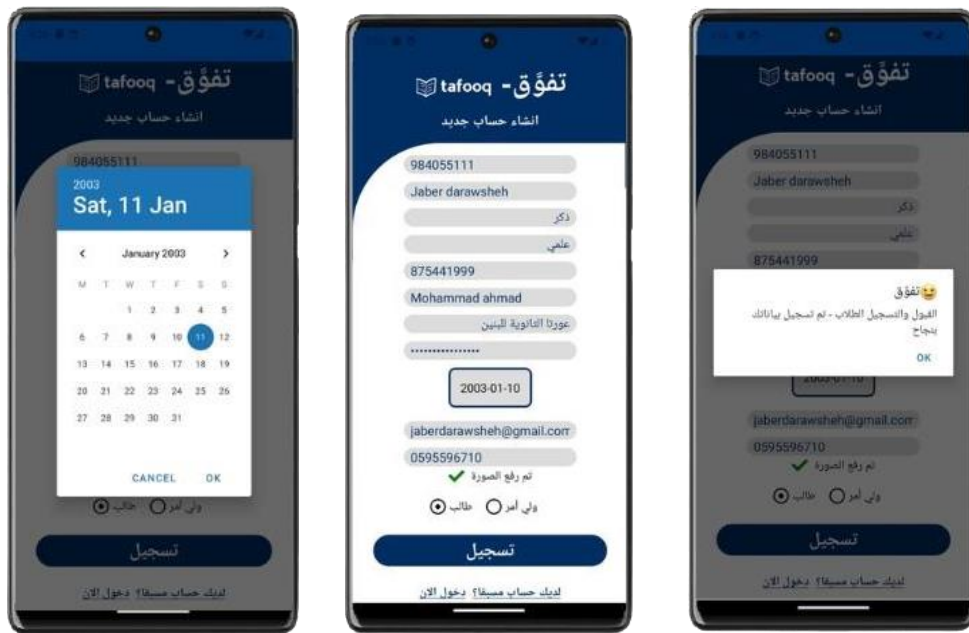 تفوَّق - tafooq
انشاء حساب جديد
984055111
2003
Sat, 11 Jan
January 2003
M T W T F S S
1 2 3 4 5
6 7 8 9 10 11 12
13 14 15 16 17 18 19
20 21 22 23 24 25 26
27 28 29 30 31
CANCEL OK
ولي أمر طالب
تسجيل
لديك حساب مسبقا؟ دخول الان
تفوَّق - tafooq
انشاء حساب جديد
984055111
Jaber darawsheh
ذكر
علمي
875441999
Mohammad ahmad
عورتا الثانوية للبنين
••••••••••••••••
2003-01-10
jaberdarawsheh@gmail.com
0595596710
تم رفع الصورة
ولي أمر طالب
تسجيل
لديك حساب مسبقا؟ دخول الان
تفوَّق - tafooq
انشاء حساب جديد
984055111
Jaber darawsheh
ذكر
علمي
875441999
تفوَّق
القبول والتسجيل الطلاب - تم تسجيل بياناتك
بنجاح
OK
2003-01-10
jaberdarawsheh@gmail.com
0595596710
تم رفع الصورة
ولي أمر طالب
تسجيل
لديك حساب مسبقا؟ دخول الان